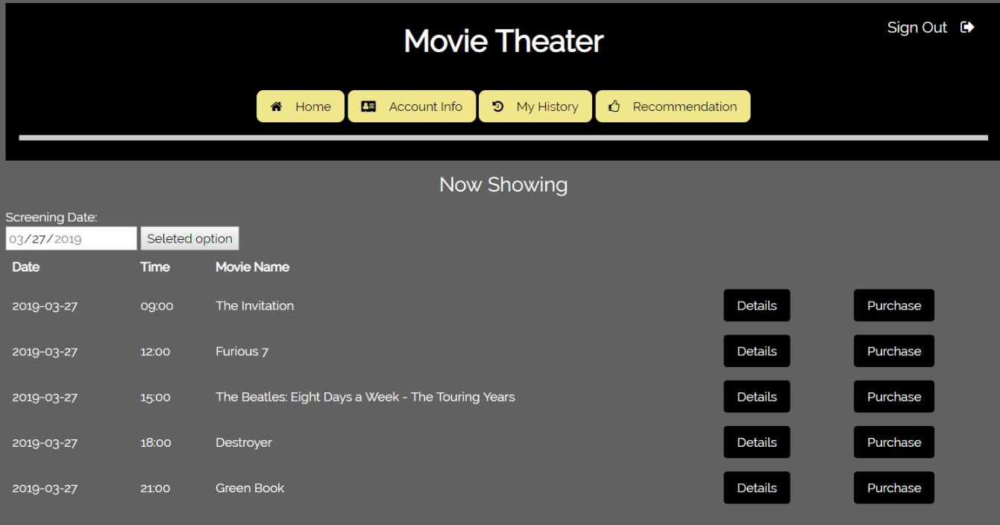 Sign Out
Movie Theater
Home Account Info My History Recommendation
Now Showing
Screening Date:
03/27/2019 Seleted option
Date Time Movie Name
2019-03-27 09:00 The Invitation Details Purchase
2019-03-27 12:00 Furious 7 Details Purchase
2019-03-27 15:00 The Beatles: Eight Days a Week - The Touring Years Details Purchase
2019-03-27 18:00 Destroyer Details Purchase
2019-03-27 21:00 Green Book Details Purchase